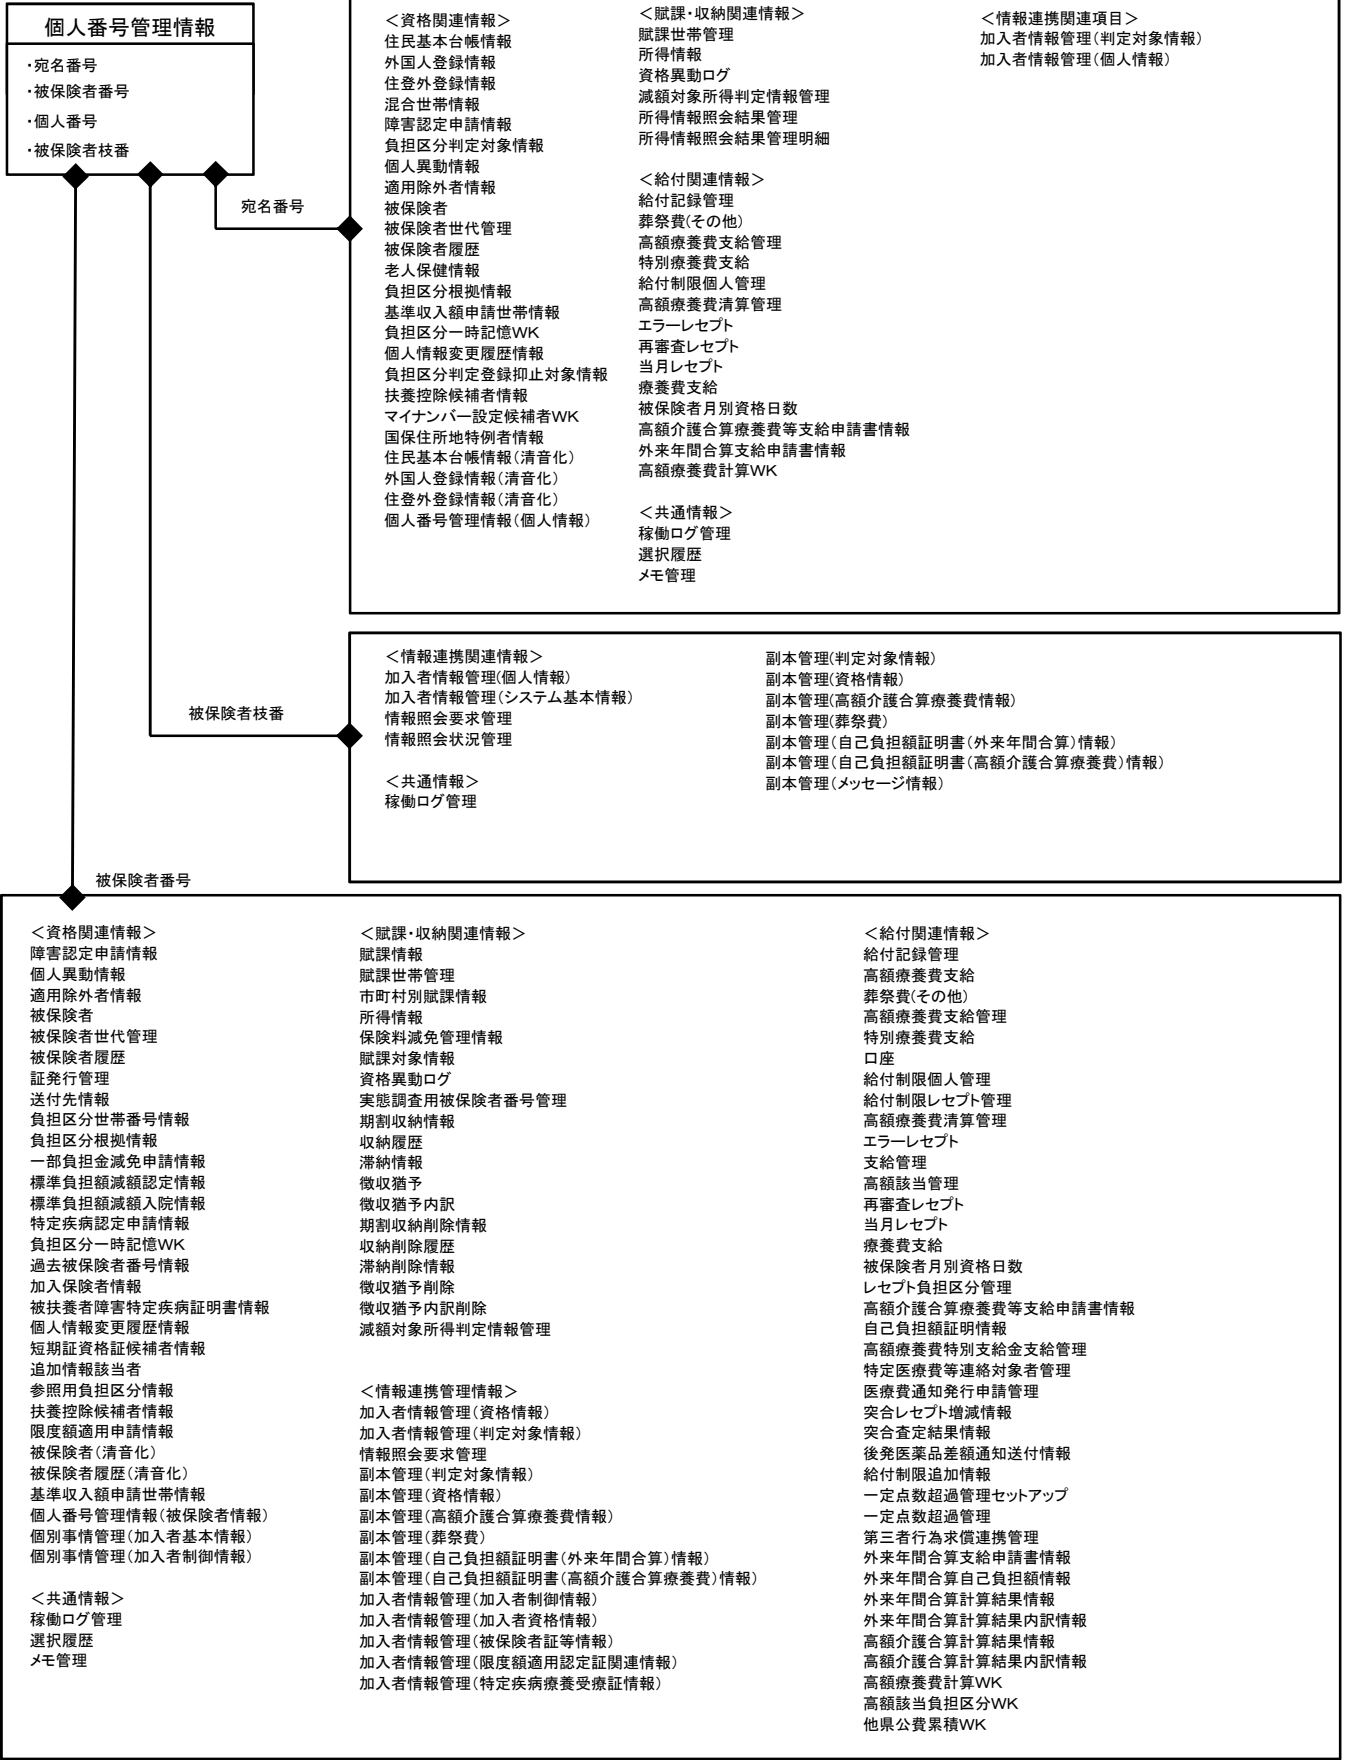 個人番号管理情報
・宛名番号
・被保険者番号
・個人番号
・被保険者枝番
宛名番号
＜資格関連情報＞
住民基本台帳情報
外国人登録情報
住登外登録情報
混合世帯情報
障害認定申請情報
負担区分判定対象情報
個人異動情報
適用除外者情報
被保険者
被保険者世代管理
被保険者履歴
老人保健情報
負担区分根拠情報
基準収入額申請世帯情報
負担区分一時記憶WK
個人情報変更履歴情報
負担区分判定登録抑止対象情報
扶養控除候補者情報
マイナンバー設定候補者WK
国保住所地特例者情報
住民基本台帳情報（清音化）
外国人登録情報（清音化）
住登外登録情報（清音化）
個人番号管理情報（個人情報）
＜賦課・収納関連情報＞
賦課世帯管理
所得情報
資格異動ログ
減額対象所得判定情報管理
所得情報照会結果管理
所得情報照会結果管理明細
＜給付関連情報＞
給付記録管理
葬祭費(その他)
高額療養費支給管理
特別療養費支給
給付制限個人管理
高額療養費清算管理
エラーレセプト
再審査レセプト
当月レセプト
療養費支給
被保険者月別資格日数
高額介護合算療養費等支給申請書情報
外来年間合算支給申請書情報
高額療養費計算WK
＜共通情報＞
稼働ログ管理
選択履歴
メモ管理
＜情報連携関連項目＞
加入者情報管理（判定対象情報）
加入者情報管理（個人情報）
被保険者枝番
＜情報連携関連情報＞
加入者情報管理(個人情報）
加入者情報管理（システム基本情報）
情報照会要求管理
情報照会状況管理
＜共通情報＞
稼働ログ管理
副本管理(判定対象情報）
副本管理(資格情報）
副本管理(高額介護合算療養費情報）
副本管理(葬祭費）
副本管理（自己負担額証明書（外来年間合算）情報）
副本管理（自己負担額証明書（高額介護合算療養費）情報）
副本管理（メッセージ情報）
被保険者番号
＜資格関連情報＞
障害認定申請情報
個人異動情報
適用除外者情報
被保険者
被保険者世代管理
被保険者履歴
証発行管理
送付先情報
負担区分世帯番号情報
負担区分根拠情報
一部負担金減免申請情報
標準負担額減額認定情報
標準負担額減額入院情報
特定疾病認定申請情報
負担区分一時記憶WK
過去被保険者番号情報
加入保険者情報
被扶養者障害特定疾病証明書情報
個人情報変更履歴情報
短期証資格証候補者情報
追加情報該当者
参照用負担区分情報
扶養控除候補者情報
限度額適用申請情報
被保険者（清音化）
被保険者履歴（清音化）
基準収入額申請世帯情報
個人番号管理情報（被保険者情報）
個別事情管理（加入者基本情報）
個別事情管理（加入者制御情報）
＜共通情報＞
稼働ログ管理
選択履歴
メモ管理
＜賦課・収納関連情報＞
賦課情報
賦課世帯管理
市町村別賦課情報
所得情報
保険料減免管理情報
賦課対象情報
資格異動ログ
実態調査用被保険者番号管理
期割収納情報
収納履歴
滞納情報
徴収猶予
徴収猶予内訳
期割収納削除情報
収納削除履歴
滞納削除情報
徴収猶予削除
徴収猶予内訳削除
減額対象所得判定情報管理
＜情報連携管理情報＞
加入者情報管理（資格情報）
加入者情報管理（判定対象情報）
情報照会要求管理
副本管理（判定対象情報）
副本管理（資格情報）
副本管理（高額介護合算療養費情報）
副本管理（葬祭費）
副本管理（自己負担額証明書（外来年間合算）情報）
副本管理（自己負担額証明書（高額介護合算療養費）情報）
加入者情報管理（加入者制御情報）
加入者情報管理（加入者資格情報）
加入者情報管理（被保険者証等情報）
加入者情報管理（限度額適用認定証関連情報）
加入者情報管理（特定疾病療養受療証情報）
＜給付関連情報＞
給付記録管理
高額療養費支給
葬祭費(その他)
高額療養費支給管理
特別療養費支給
口座
給付制限個人管理
給付制限レセプト管理
高額療養費清算管理
エラーレセプト
支給管理
高額該当管理
再審査レセプト
当月レセプト
療養費支給
被保険者月別資格日数
レセプト負担区分管理
高額介護合算療養費等支給申請書情報
自己負担額証明情報
高額療養費特別支給金支給管理
特定医療費等連絡対象者管理
医療費通知発行申請管理
突合レセプト増減情報
突合査定結果情報
後発医薬品差額通知送付情報
給付制限追加情報
一定点数超過管理セットアップ
一定点数超過管理
第三者行為求償連携管理
外来年間合算支給申請書情報
外来年間合算自己負担額情報
外来年間合算計算結果情報
外来年間合算計算結果内訳情報
高額介護合算計算結果情報
高額介護合算計算結果内訳情報
高額療養費計算WK
高額該当負担区分WK
他県公費累積WK